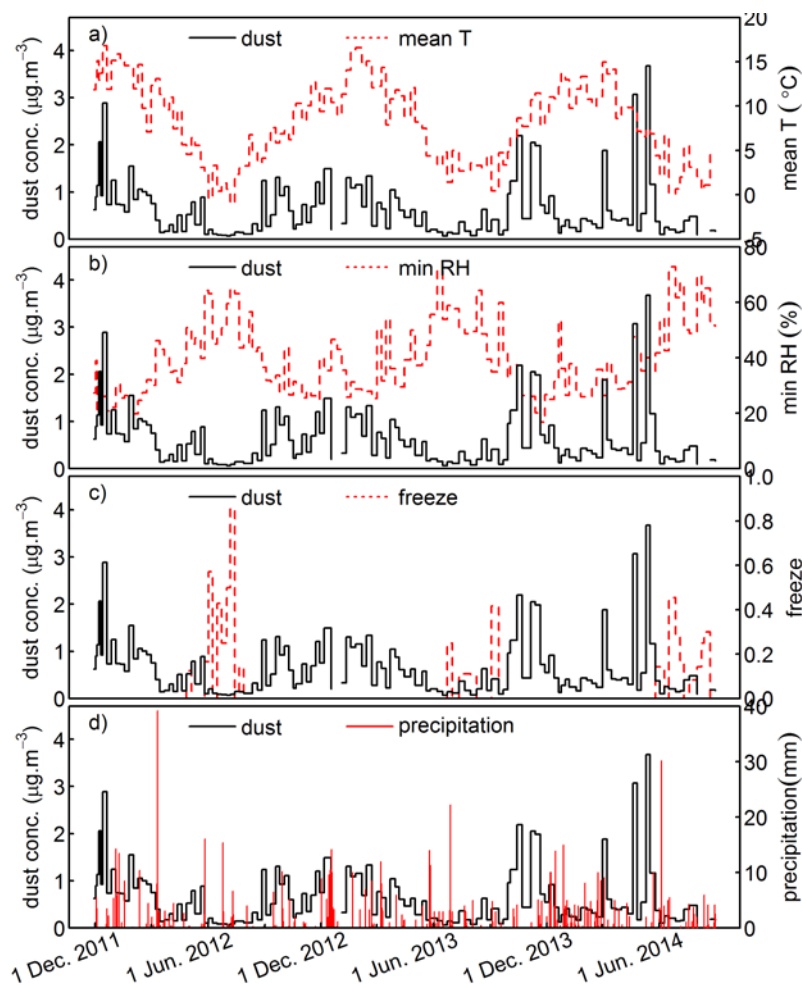 a) dust mean T
20
15
10
5
0
-5
4
3
2
1
0
dust conc. (μg.m⁻³)
mean T (°C)
b) dust min RH
80
60
40
20
0
4
3
2
1
0
dust conc. (μg.m⁻³)
min RH (%)
c) dust freeze
1.0
0.8
0.6
0.4
0.2
0.0
4
3
2
1
0
dust conc. (μg.m⁻³)
freeze
d) dust precipitation
40
30
20
10
0
4
3
2
1
0
dust conc. (μg.m⁻³)
precipitation(mm)
1 Dec. 2011
1 Jun. 2012
1 Dec. 2012
1 Jun. 2013
1 Dec. 2013
1 Jun. 2014